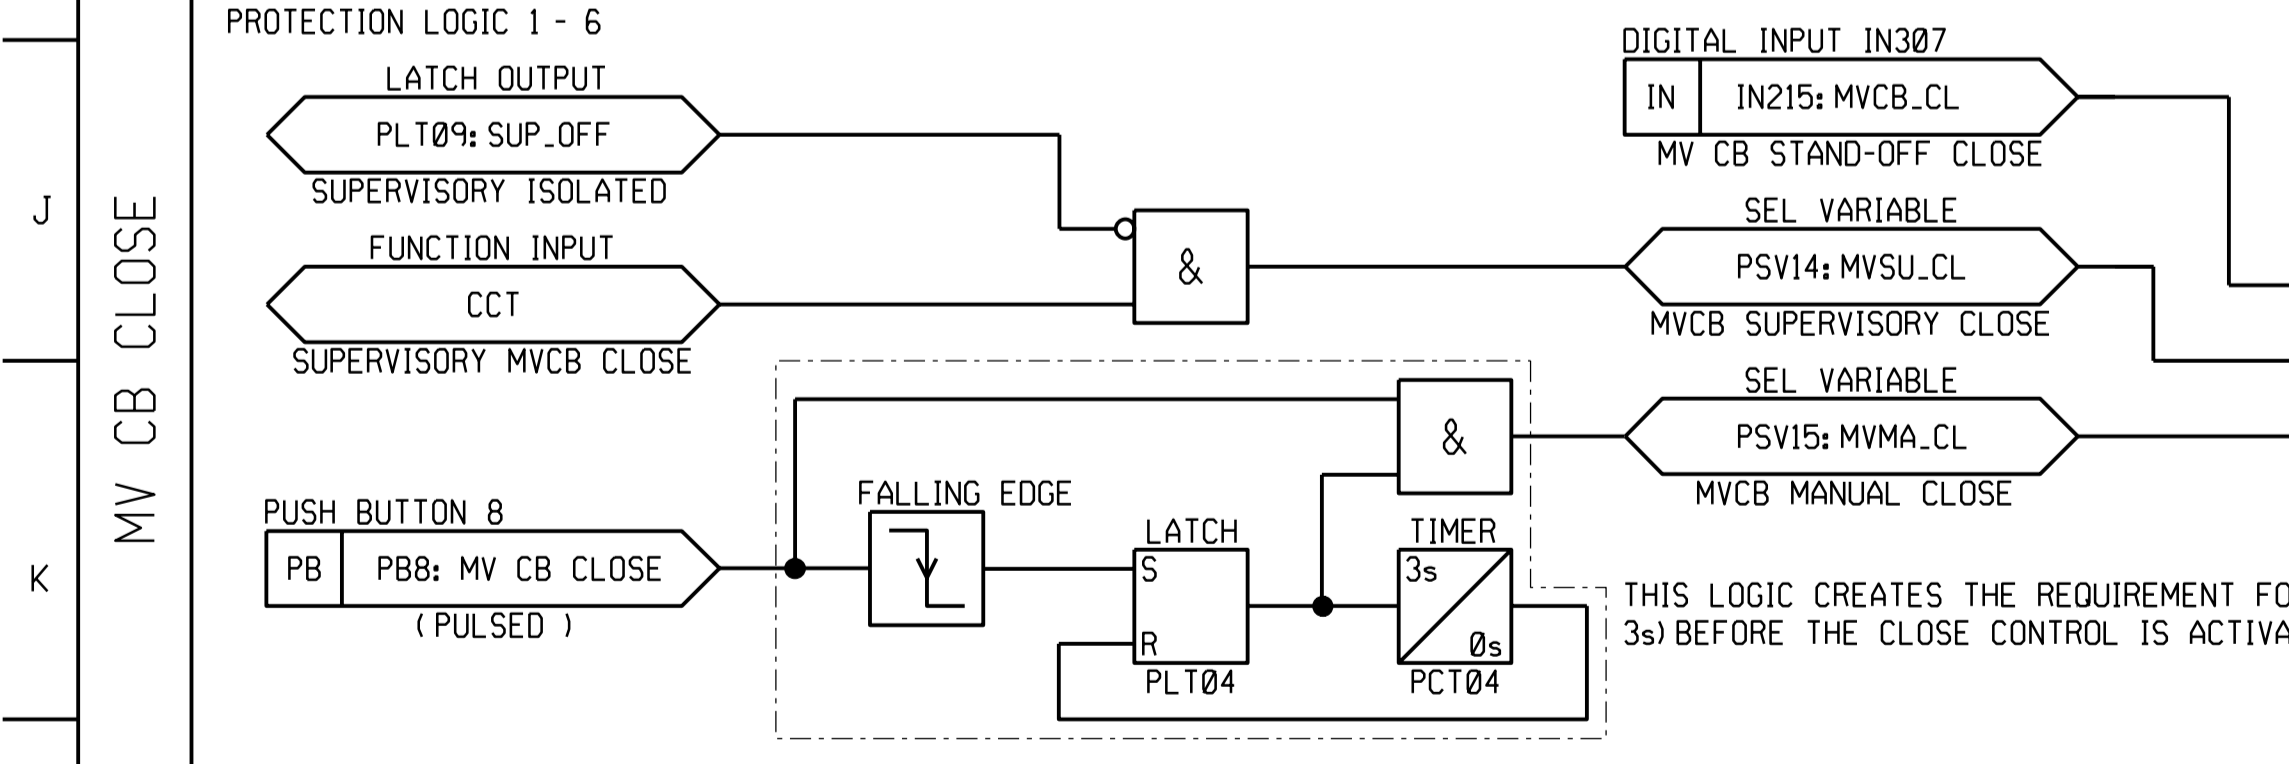 PROTECTION LOGIC 1 - 6
LATCH OUTPUT
PLT09: SUP_OFF
SUPERVISORY ISOLATED
FUNCTION INPUT
CCT
SUPERVISORY MVCB CLOSE
&
DIGITAL INPUT IN307
IN
IN215: MVCB_CL
MV CB STAND-OFF CLOSE
SEL VARIABLE
PSV14: MVSU_CL
MVCB SUPERVISORY CLOSE
SEL VARIABLE
PSV15: MVMA_CL
MVCB MANUAL CLOSE
J
K
MV CB CLOSE
PUSH BUTTON 8
PB
PB8: MV CB CLOSE
( PULSED )
FALLING EDGE
LATCH
S
R
PLT04
&
TIMER
3s
0s
PCT04
THIS LOGIC CREATES THE REQUIREMENT FO
3s) BEFORE THE CLOSE CONTROL IS ACTIVA